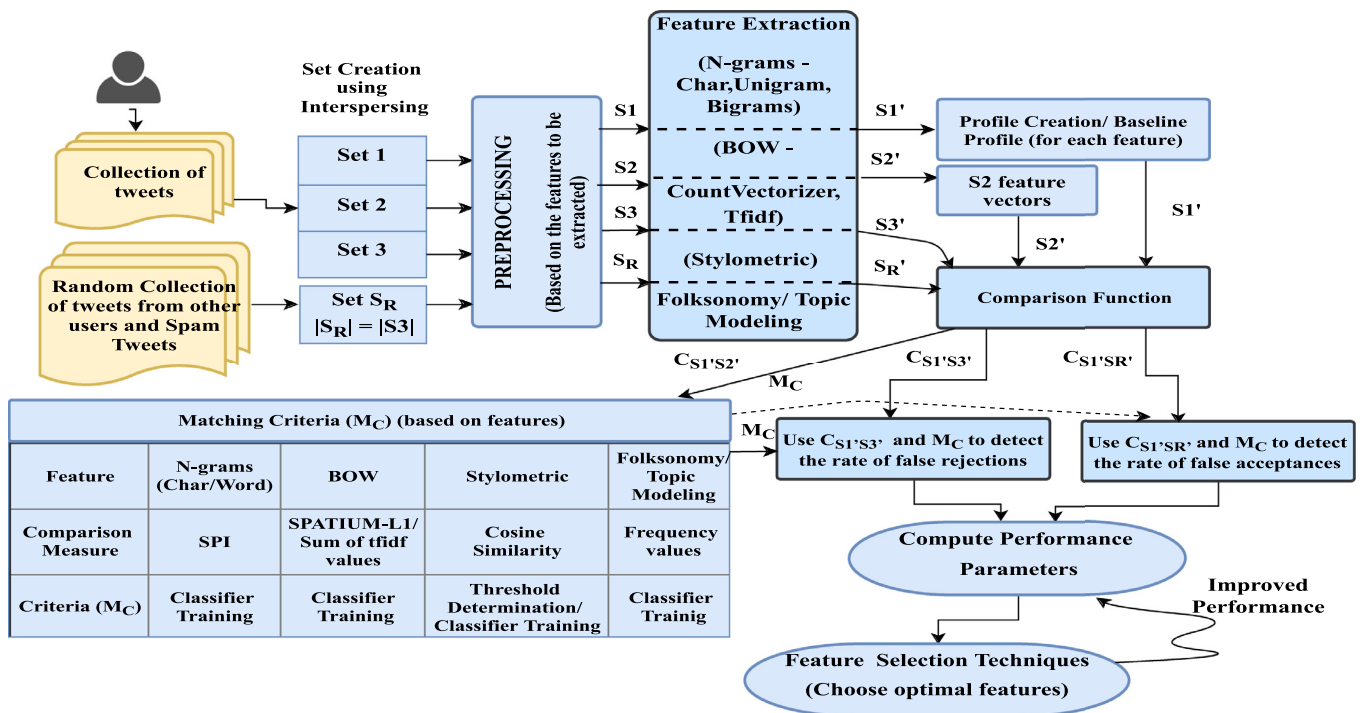 Collection of
tweets
Random Collection
of tweets from other
users and Spam
Tweets
Set Creation
using
Interspersing
Set 1
Set 2
Set 3
Set SR
|SR| = |S3|
PREPROCESSING
(Based on the features to be
extracted)
S1
S2
S3
SR
Feature Extraction
(N-grams -
Char,Unigram,
Bigrams)
(BOW -
CountVectorizer,
Tfidf)
(Stylometric)
Folksonomy/ Topic
Modeling
S1'
S2'
S3'
SR'
Profile Creation/ Baseline
Profile (for each feature)
S2 feature
vectors
S2'
S1'
Comparison Function
CS1'S2'
MC
CS1'S3'
CS1'SR'
Matching Criteria (MC) (based on features)
Feature
N-grams
(Char/Word)
BOW
Stylometric
Folksonomy/
Topic
Modeling
Comparison
Measure
SPI
SPATIUM-L1/
Sum of tfidf
values
Cosine
Similarity
Frequency
values
Criteria (MC)
Classifier
Training
Classifier
Training
Threshold
Determination/
Classifier Training
Classifier
Trainig
MC
Use CS1'S3' and MC to detect
the rate of false rejections
Use CS1'SR' and MC to detect
the rate of false acceptances
Compute Performance
Parameters
Improved
Performance
Feature Selection Techniques
(Choose optimal features)